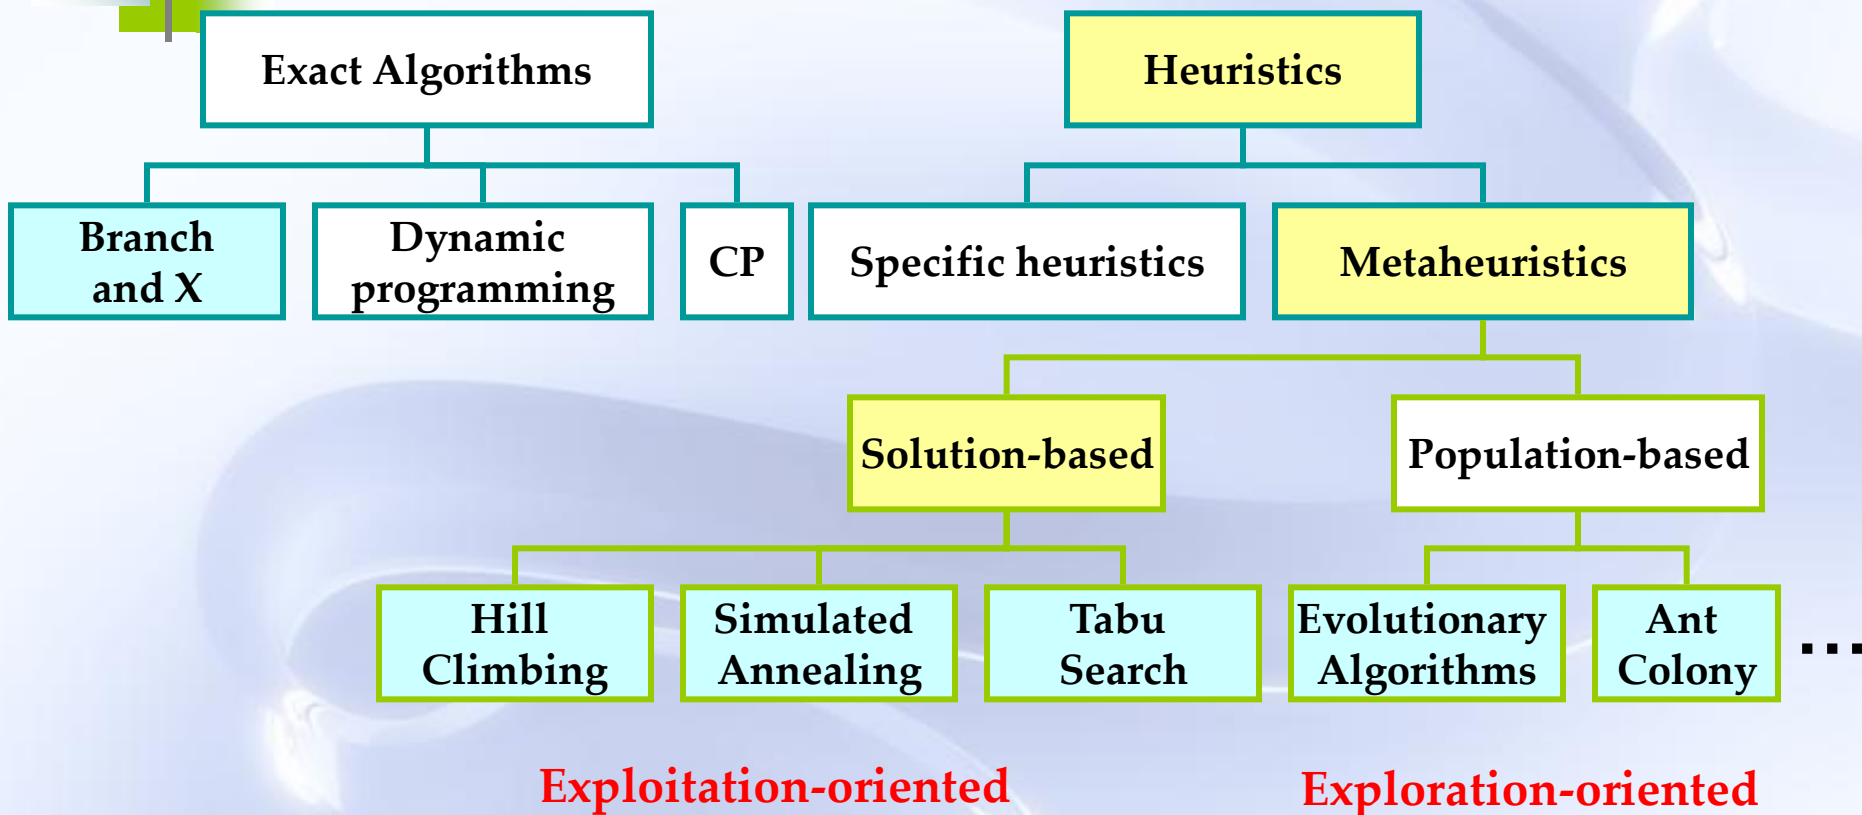 Exact Algorithms
Heuristics
Branch
and X
Dynamic
programming
CP
Specific heuristics
Metaheuristics
Solution-based
Population-based
Hill
Climbing
Simulated
Annealing
Tabu
Search
Evolutionary
Algorithms
Ant
Colony
...
Exploitation-oriented
Exploration-oriented